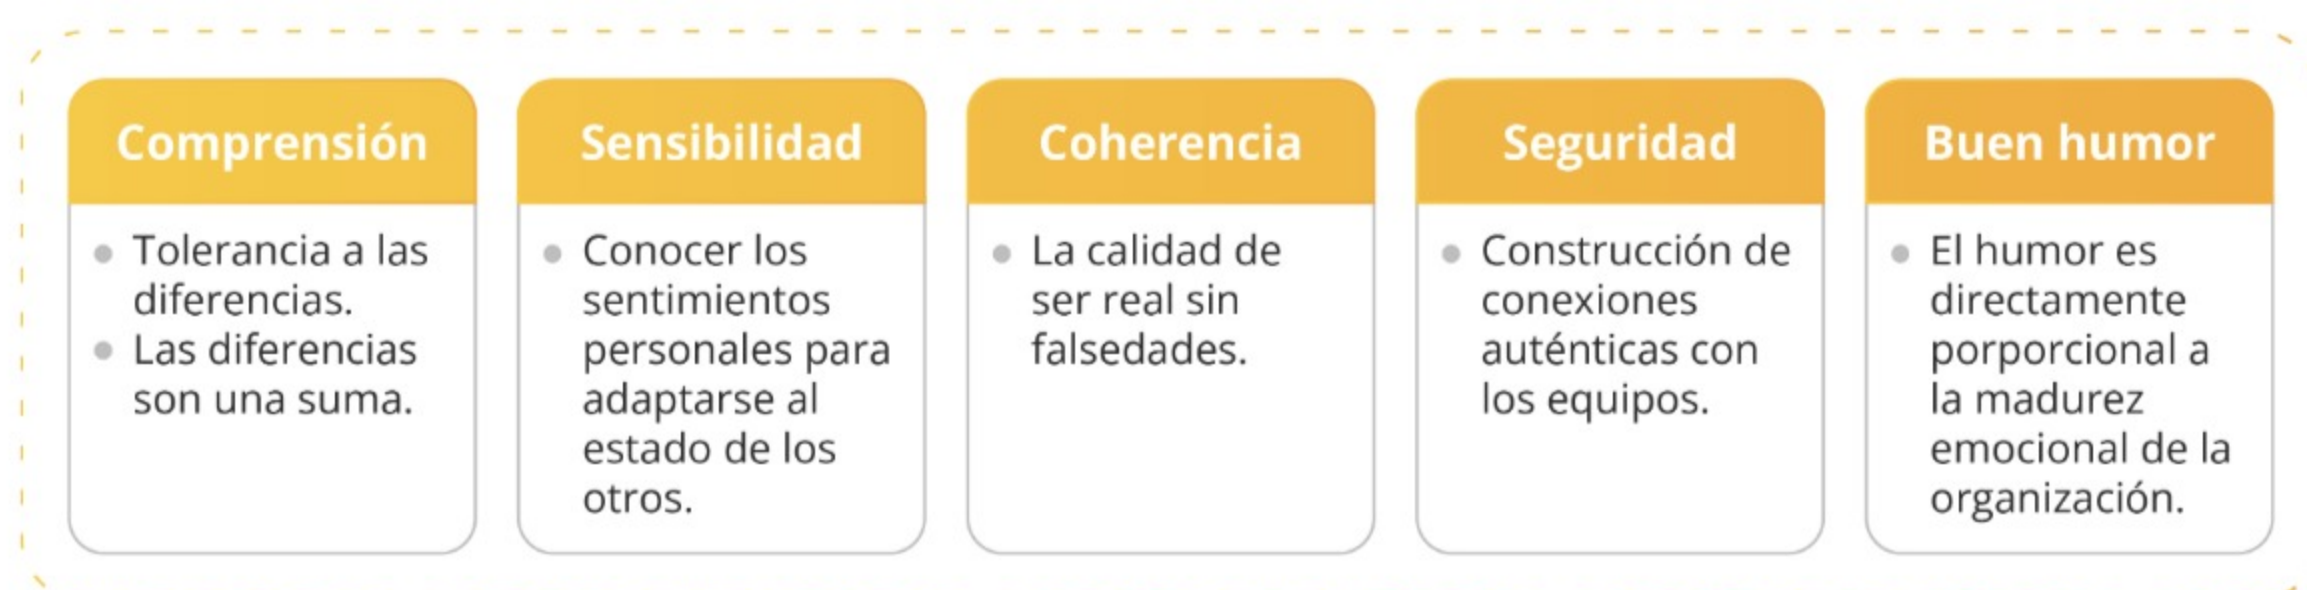 Comprensión
Tolerancia a las
diferencias.
Las diferencias
son una suma.
Sensibilidad
Conocer los
sentimientos
personales para
adaptarse al
estado de los
otros.
Coherencia
La calidad de
ser real sin
falsedades.
Seguridad
Construcción de
conexiones
auténticas con
los equipos.
Buen humor
El humor es
directamente
porporcional a
la madurez
emocional de la
organización.